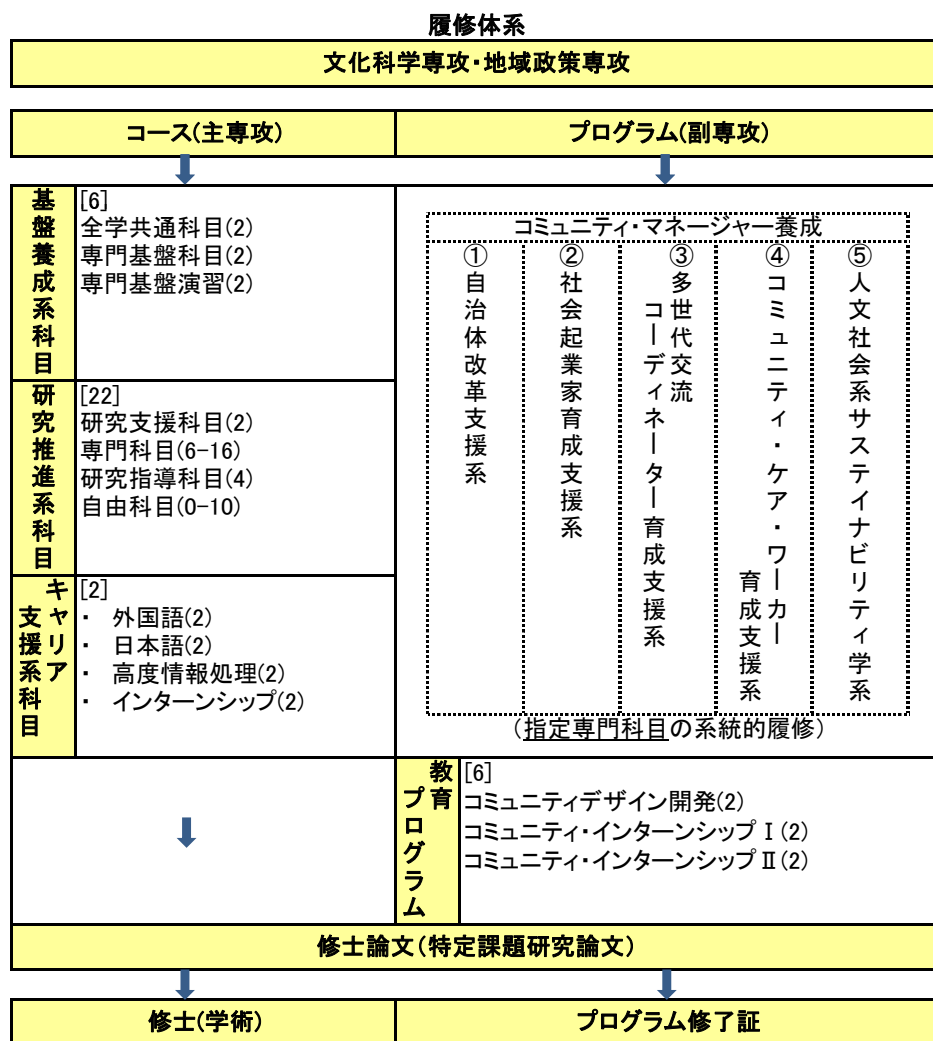 履修体系
文化科学専攻・地域政策専攻
コース(主専攻)
プログラム(副専攻)
基盤養成系科目
[6]
全学共通科目(2)
専門基盤科目(2)
専門基盤演習(2)
研究推進系科目
[22]
研究支援科目(2)
専門科目(6-16)
研究指導科目(4)
自由科目(0-10)
キャリア
支援系科目
[2]
・ 外国語(2)
・ 日本語(2)
・ 高度情報処理(2)
・ インターンシップ(2)
コミュニティ・マネージャー養成
①自治体改革支援系
②社会起業家育成支援系
③多世代交流
コーディネーター育成支援系
④コミュニティ・ケア・ワーカー
育成支援系
⑤人文社会系サステイナビリティ学系
(指定専門科目の系統的履修)
教育
プログラム
[6]
コミュニティデザイン開発(2)
コミュニティ・インターンシップⅠ(2)
コミュニティ・インターンシップⅡ(2)
修士論文(特定課題研究論文)
修士(学術)
プログラム修了証